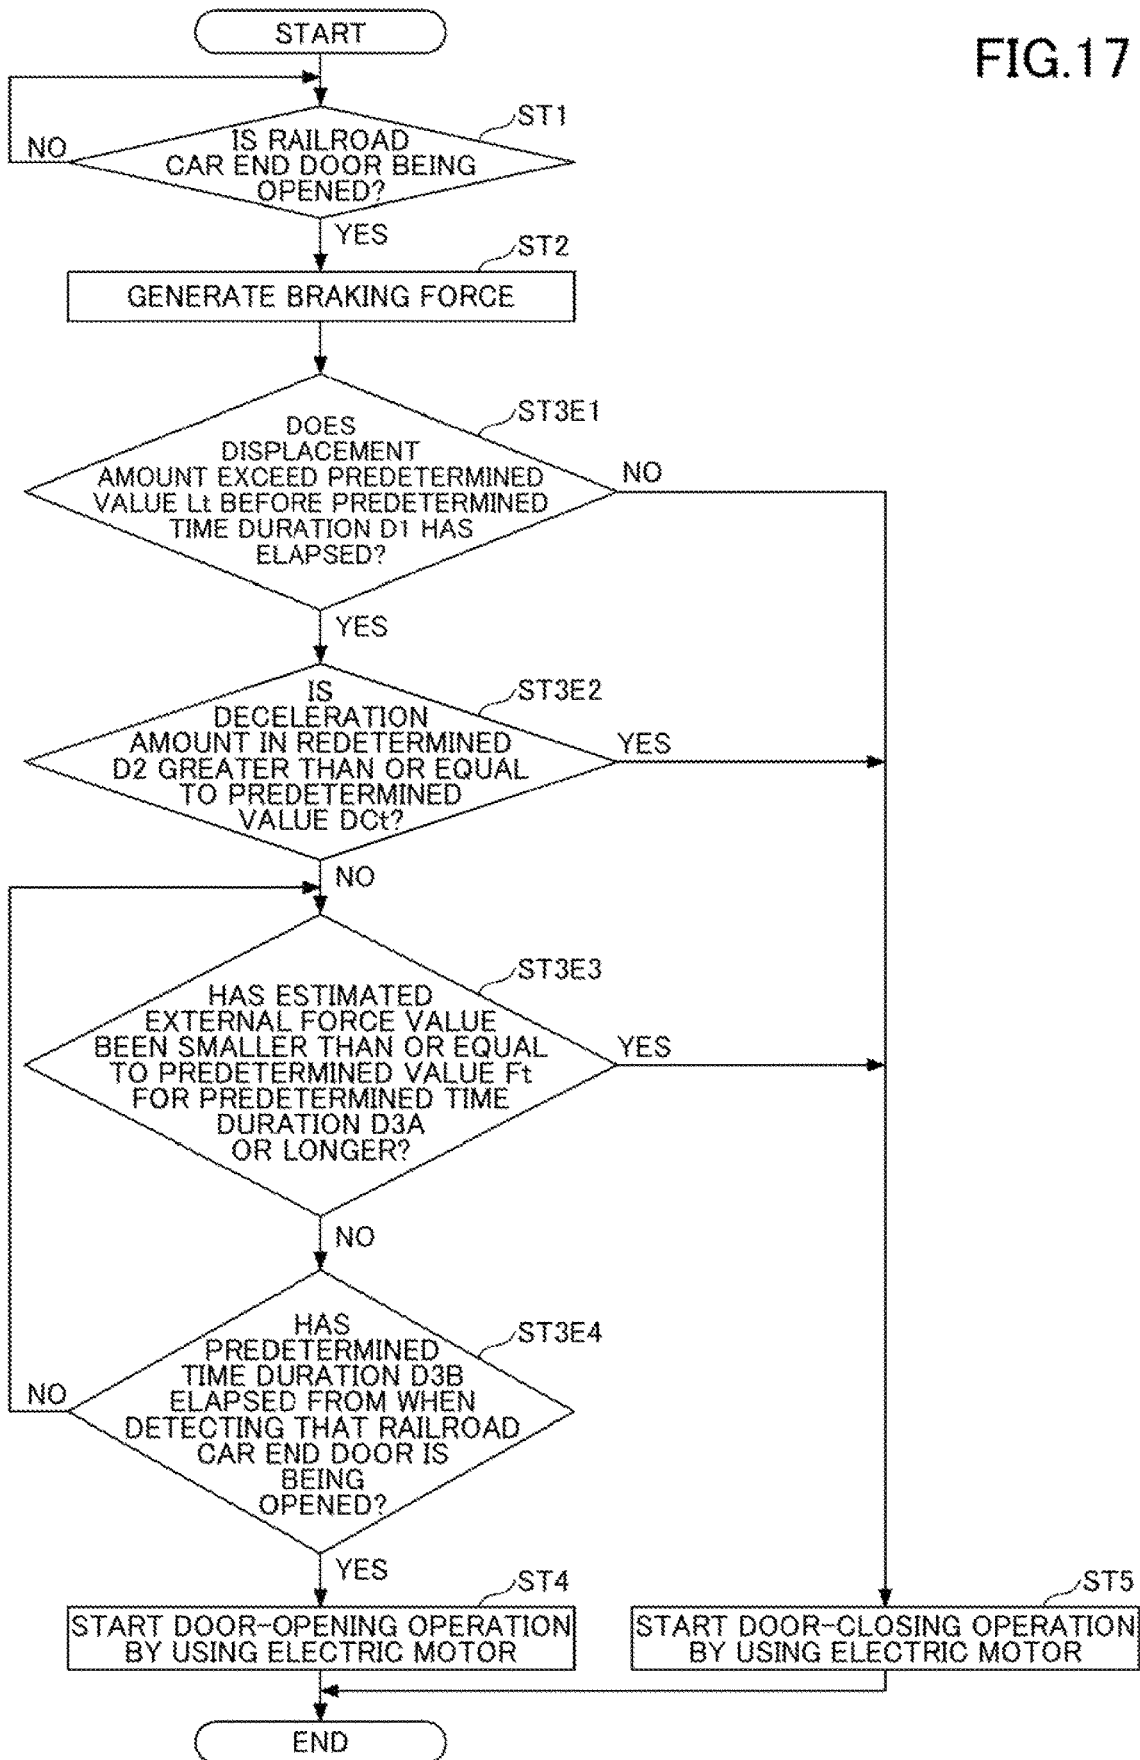 FIG.17
START
ST1
IS RAILROAD
CAR END DOOR BEING
OPENED?
NO
YES
ST2
GENERATE BRAKING FORCE
ST3E1
DOES
DISPLACEMENT
AMOUNT EXCEED PREDETERMINED
VALUE Lt BEFORE PREDETERMINED
TIME DURATION D1 HAS
ELAPSED?
NO
YES
ST3E2
IS
DECELERATION
AMOUNT IN REDETERMINED
D2 GREATER THAN OR EQUAL
TO PREDETERMINED
VALUE DCt?
YES
NO
ST3E3
HAS ESTIMATED
EXTERNAL FORCE VALUE
BEEN SMALLER THAN OR EQUAL
TO PREDETERMINED VALUE Ft
FOR PREDETERMINED TIME
DURATION D3A
OR LONGER?
YES
NO
ST3E4
HAS
PREDETERMINED
TIME DURATION D3B
ELAPSED FROM WHEN
DETECTING THAT RAILROAD
CAR END DOOR IS
BEING
OPENED?
NO
YES
ST4
START DOOR-OPENING OPERATION
BY USING ELECTRIC MOTOR
ST5
START DOOR-CLOSING OPERATION
BY USING ELECTRIC MOTOR
END